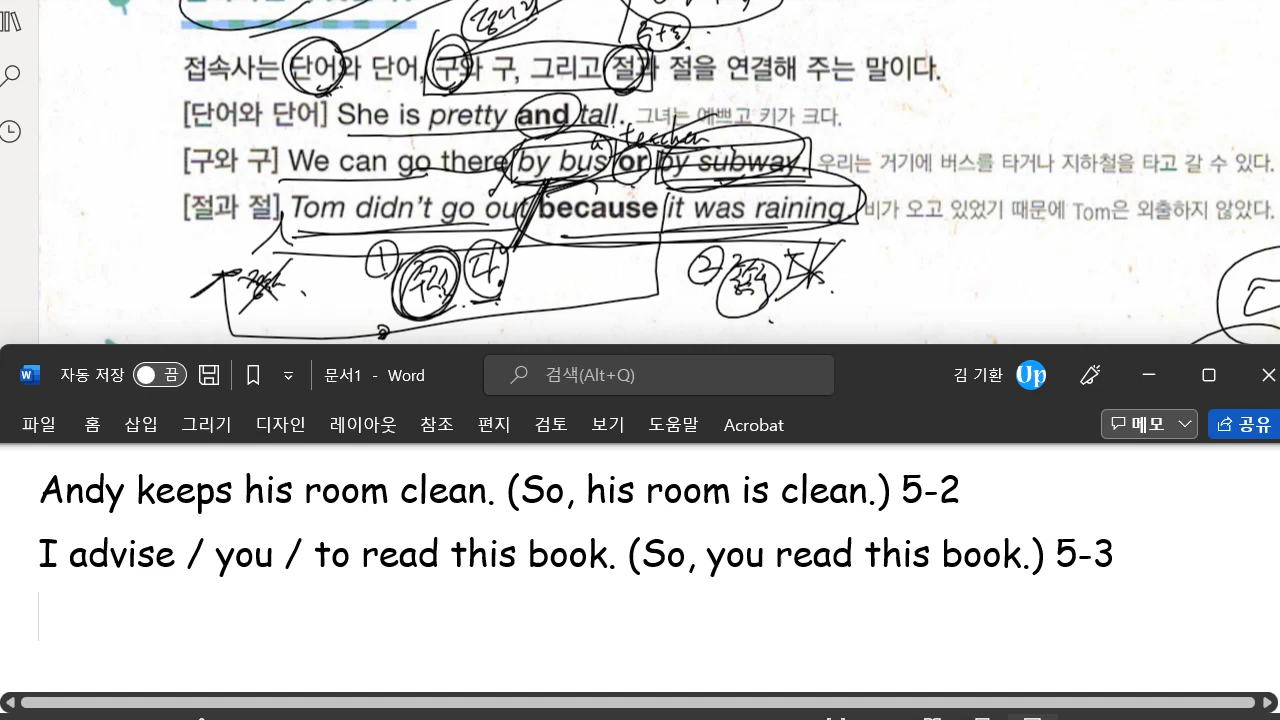 접속사는 단어와 단어, 구와 구, 그리고 절과 절을 연결해 주는 말이다.
[단어와 단어] She is pretty and tall. 그녀는 예쁘고 키가 크다.
a teacher
[구와 구] We can go there by bus or by subway. 우리는 거기에 버스를 타거나 지하철을 타고 갈 수 있다.
[절과 절] Tom didn't go out because it was raining. 비가 오고 있었기 때문에 Tom은 외출하지 않았다.
① ②
자동 저장 끔 문서1 - Word 검색(Alt+Q) 김 기환 Up
파일 홈 삽입 그리기 디자인 레이아웃 참조 편지 검토 보기 도움말 Acrobat 메모 공유
Andy keeps his room clean. (So, his room is clean.) 5-2
I advise / you / to read this book. (So, you read this book.) 5-3